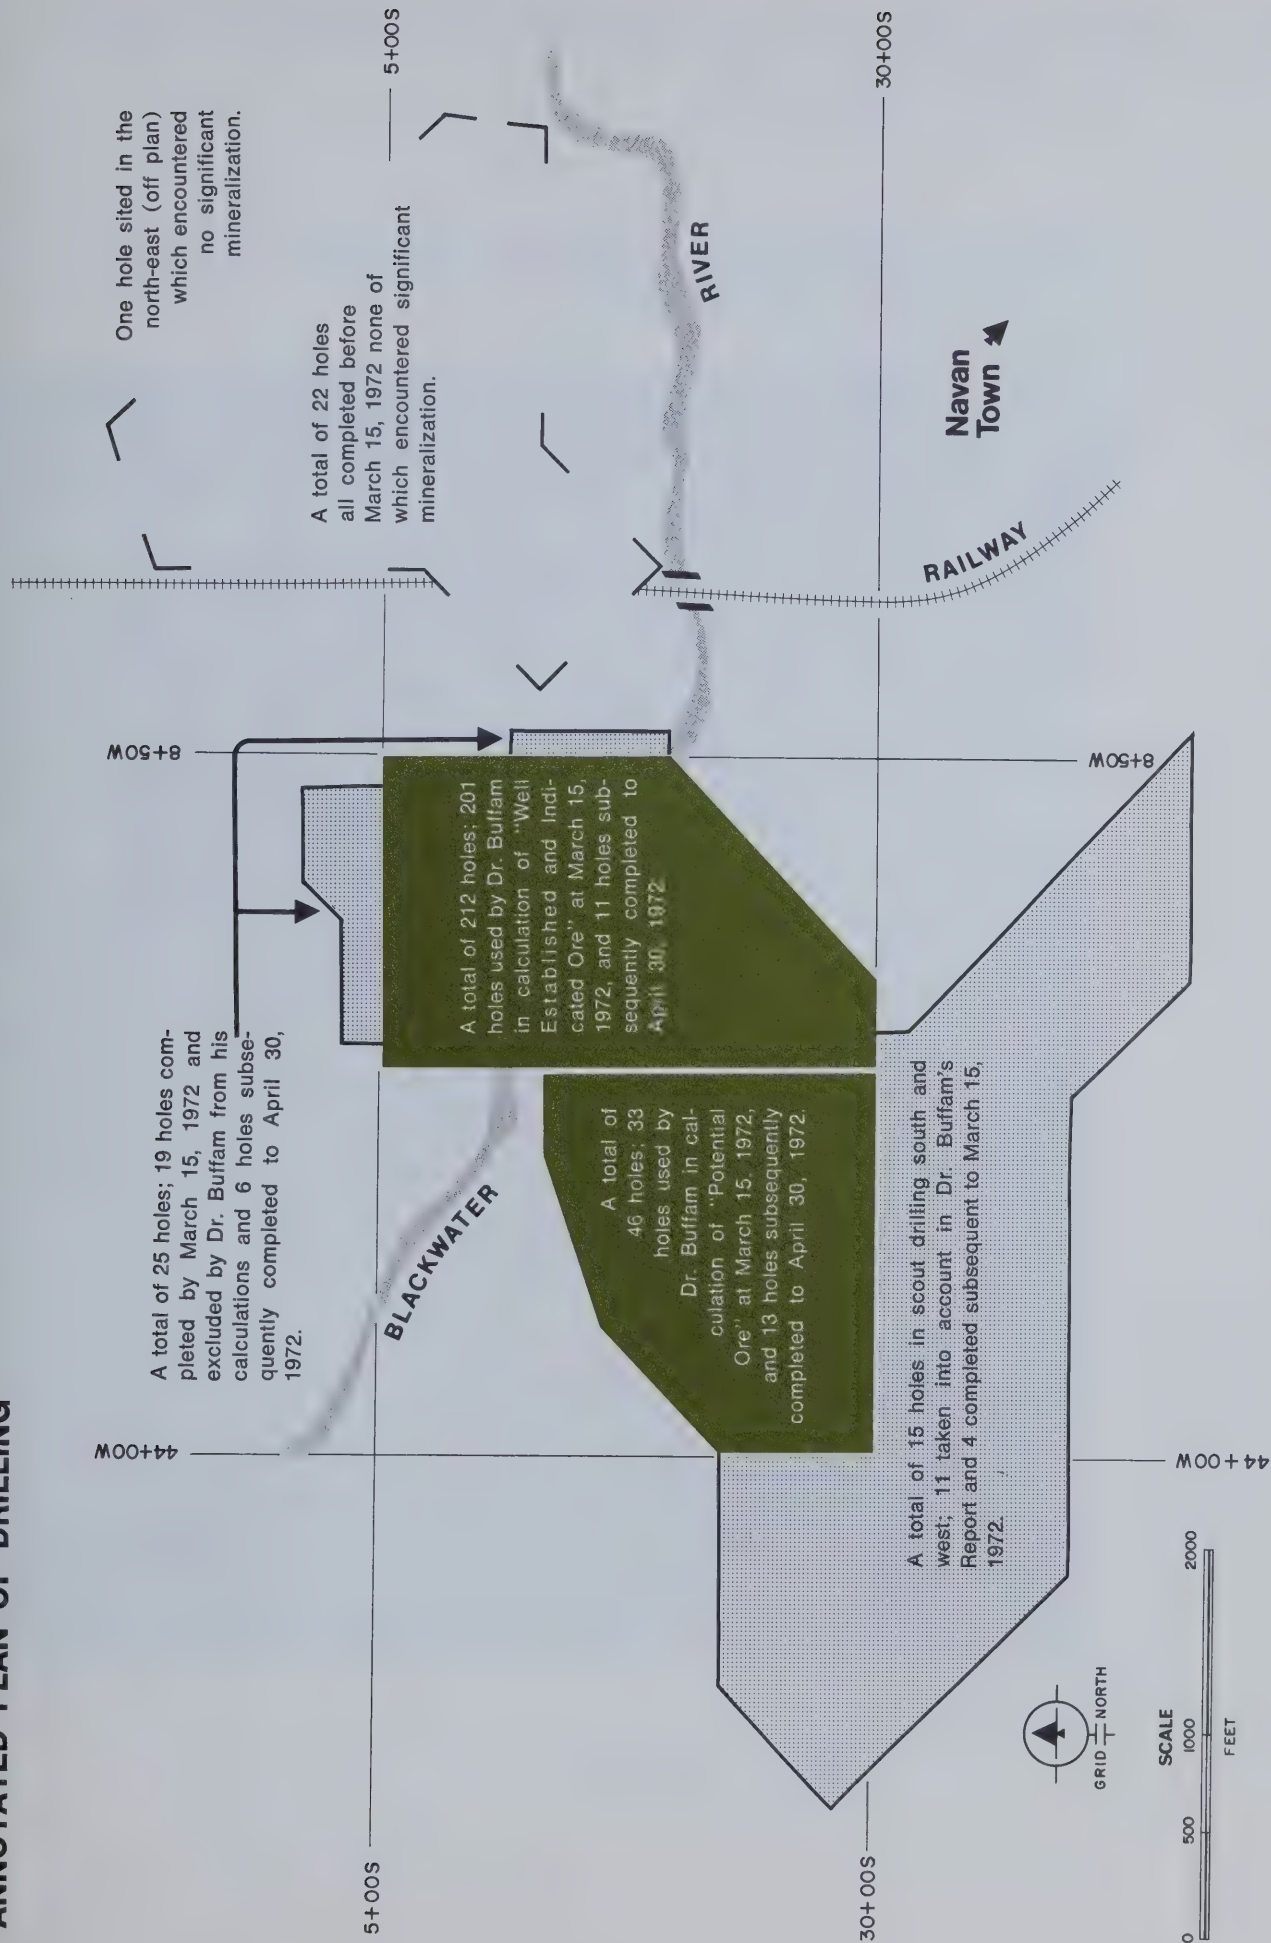 ANNOTATED PLAN OF DRILLING
One hole sited in the
north-east (off plan)
which encountered
no significant
mineralization.
A total of 22 holes
all completed before
March 15, 1972 none of
which encountered significant
mineralization.
A total of 25 holes; 19 holes com-
pleted by March 15, 1972 and
excluded by Dr. Buffam from his
calculations and 6 holes subse-
quently completed to April 30,
1972.
44+00W
8+50W
5+00S
5+00S
BLACKWATER
RIVER
A total of 212 holes; 201
holes used by Dr. Buffam
in calculation of "Well
Established and Indi-
cated Ore" at March 15,
1972, and 11 holes sub-
sequently completed to
April 30, 1972.
A total of
46 holes; 33
holes used by
Dr. Buffam in cal-
culation of "Potential
Ore" at March 15, 1972,
and 13 holes subsequently
completed to April 30, 1972.
30+00S
30+00S
A total of 15 holes in scout drilling south and
west; 11 taken into account in Dr. Buffam's
Report and 4 completed subsequent to March 15,
1972.
RAILWAY
Navan
Town
44+00W
8+50W
GRID NORTH
SCALE
0 500 1000 2000
FEET